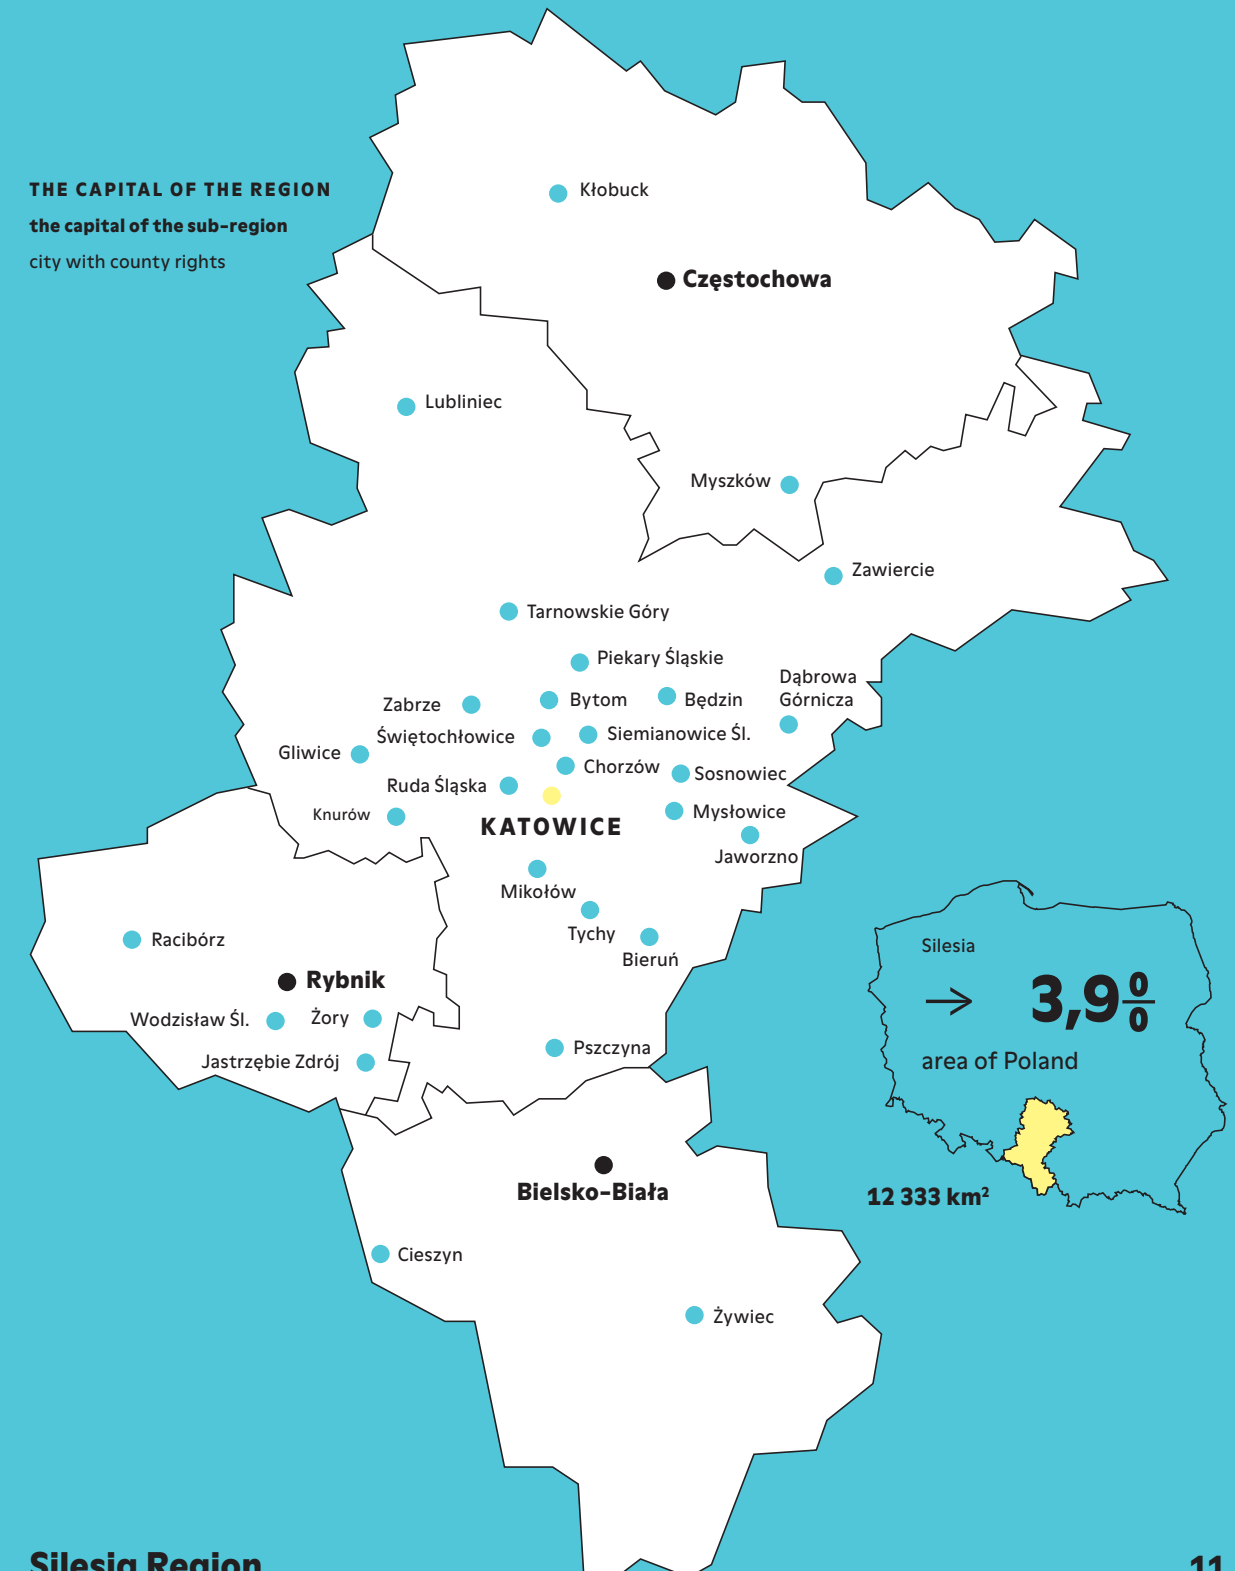 THE CAPITAL OF THE REGION
the capital of the sub-region
city with county rights
Kłobuck
Częstochowa
Lubliniec
Myszków
Zawiercie
Tarnowskie Góry
Piekary Śląskie
Dąbrowa
Górnicza
Zabrze
Bytom
Będzin
Świętochłowice
Siemianowice Śl.
Gliwice
Chorzów
Sosnowiec
Ruda Śląska
Knurów
Mysłowice
KATOWICE
Jaworzno
Mikołów
Tychy
Bieruń
Racibórz
Rybnik
Wodzisław Śl.
Żory
Jastrzębie Zdrój
Pszczyna
Silesia
→ 3,9%
area of Poland
12 333 km²
Bielsko-Biała
Cieszyn
Żywiec
Silesia Region
11